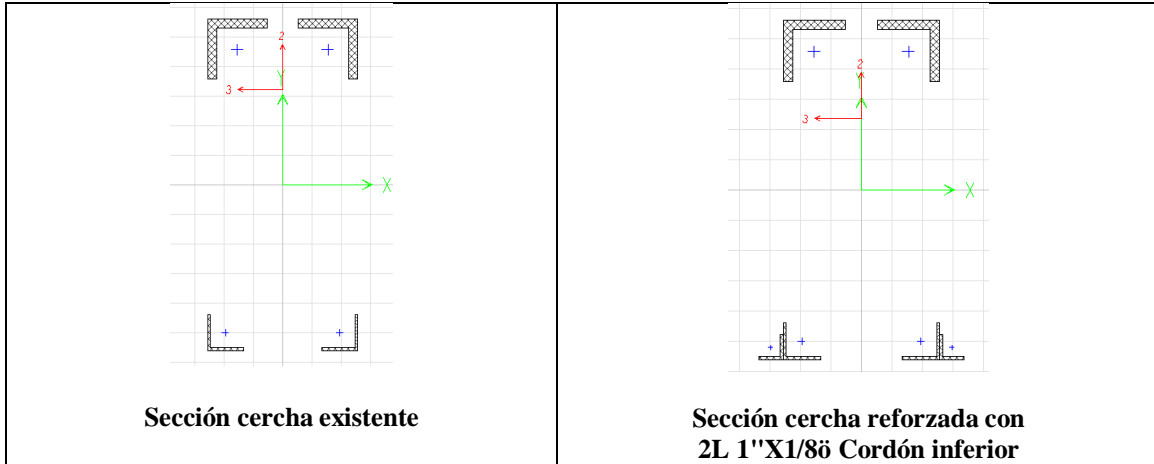 2
Y
3
X
2
Y
3
X
Sección cercha existente
Sección cercha reforzada con
2L 1"X1/8ö Cordón inferior